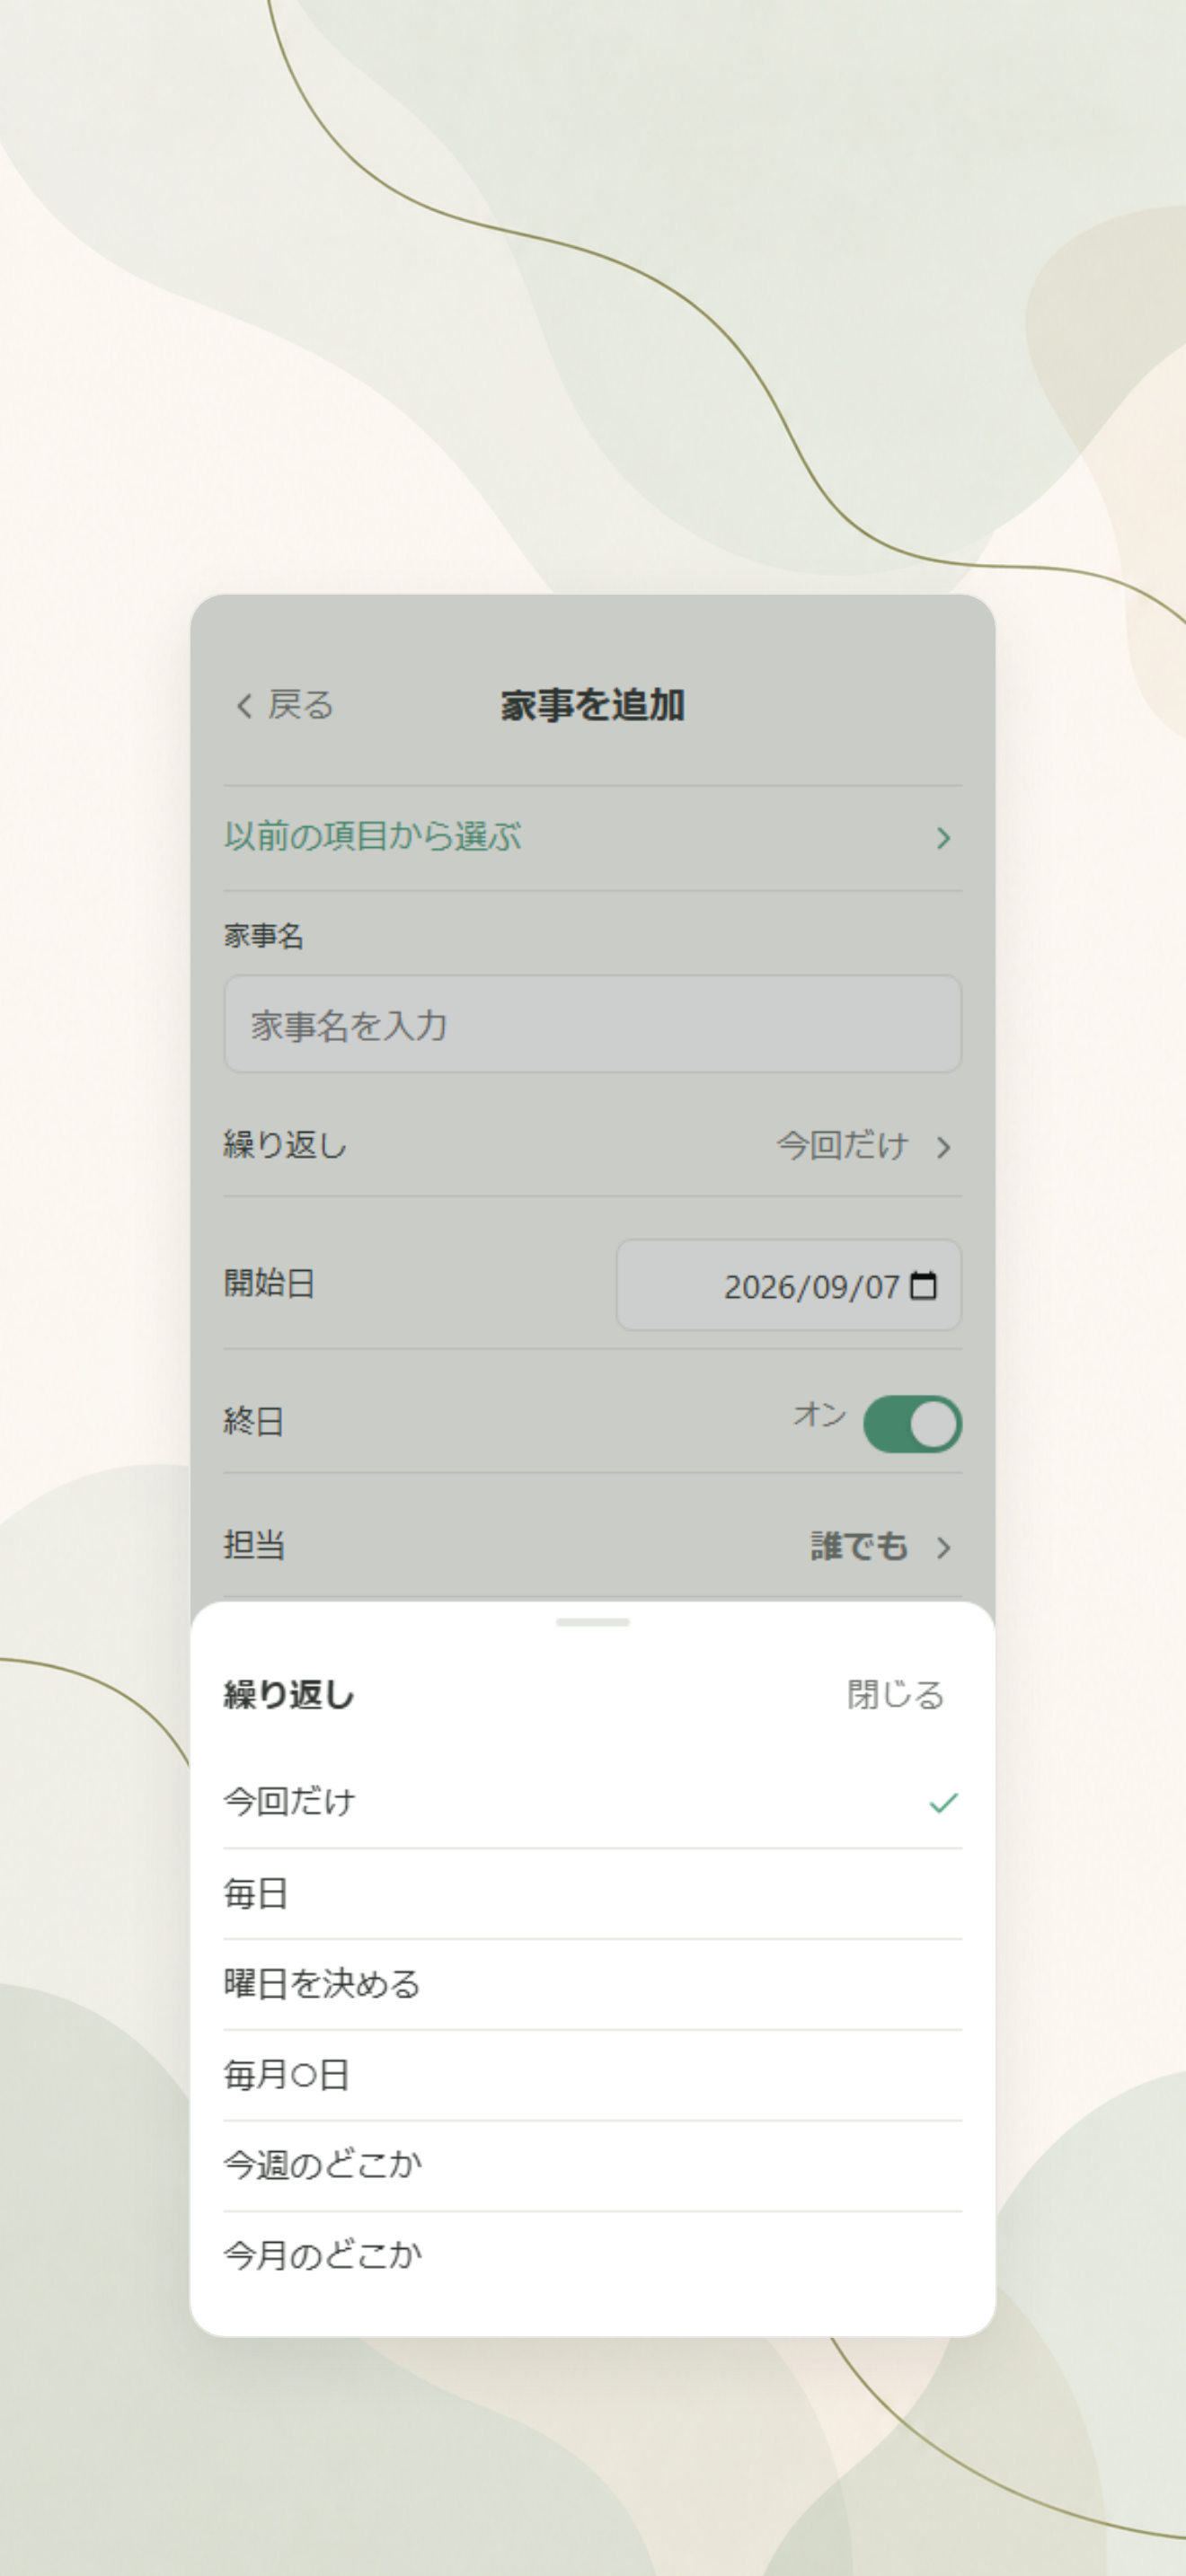 戻る
家事を追加
以前の項目から選ぶ
家事名
家事名を入力
繰り返し 今回だけ
開始日 2026/09/07
終日 オン
担当 誰でも
繰り返し 閉じる
今回だけ
毎日
曜日を決める
毎月○日
今週のどこか
今月のどこか